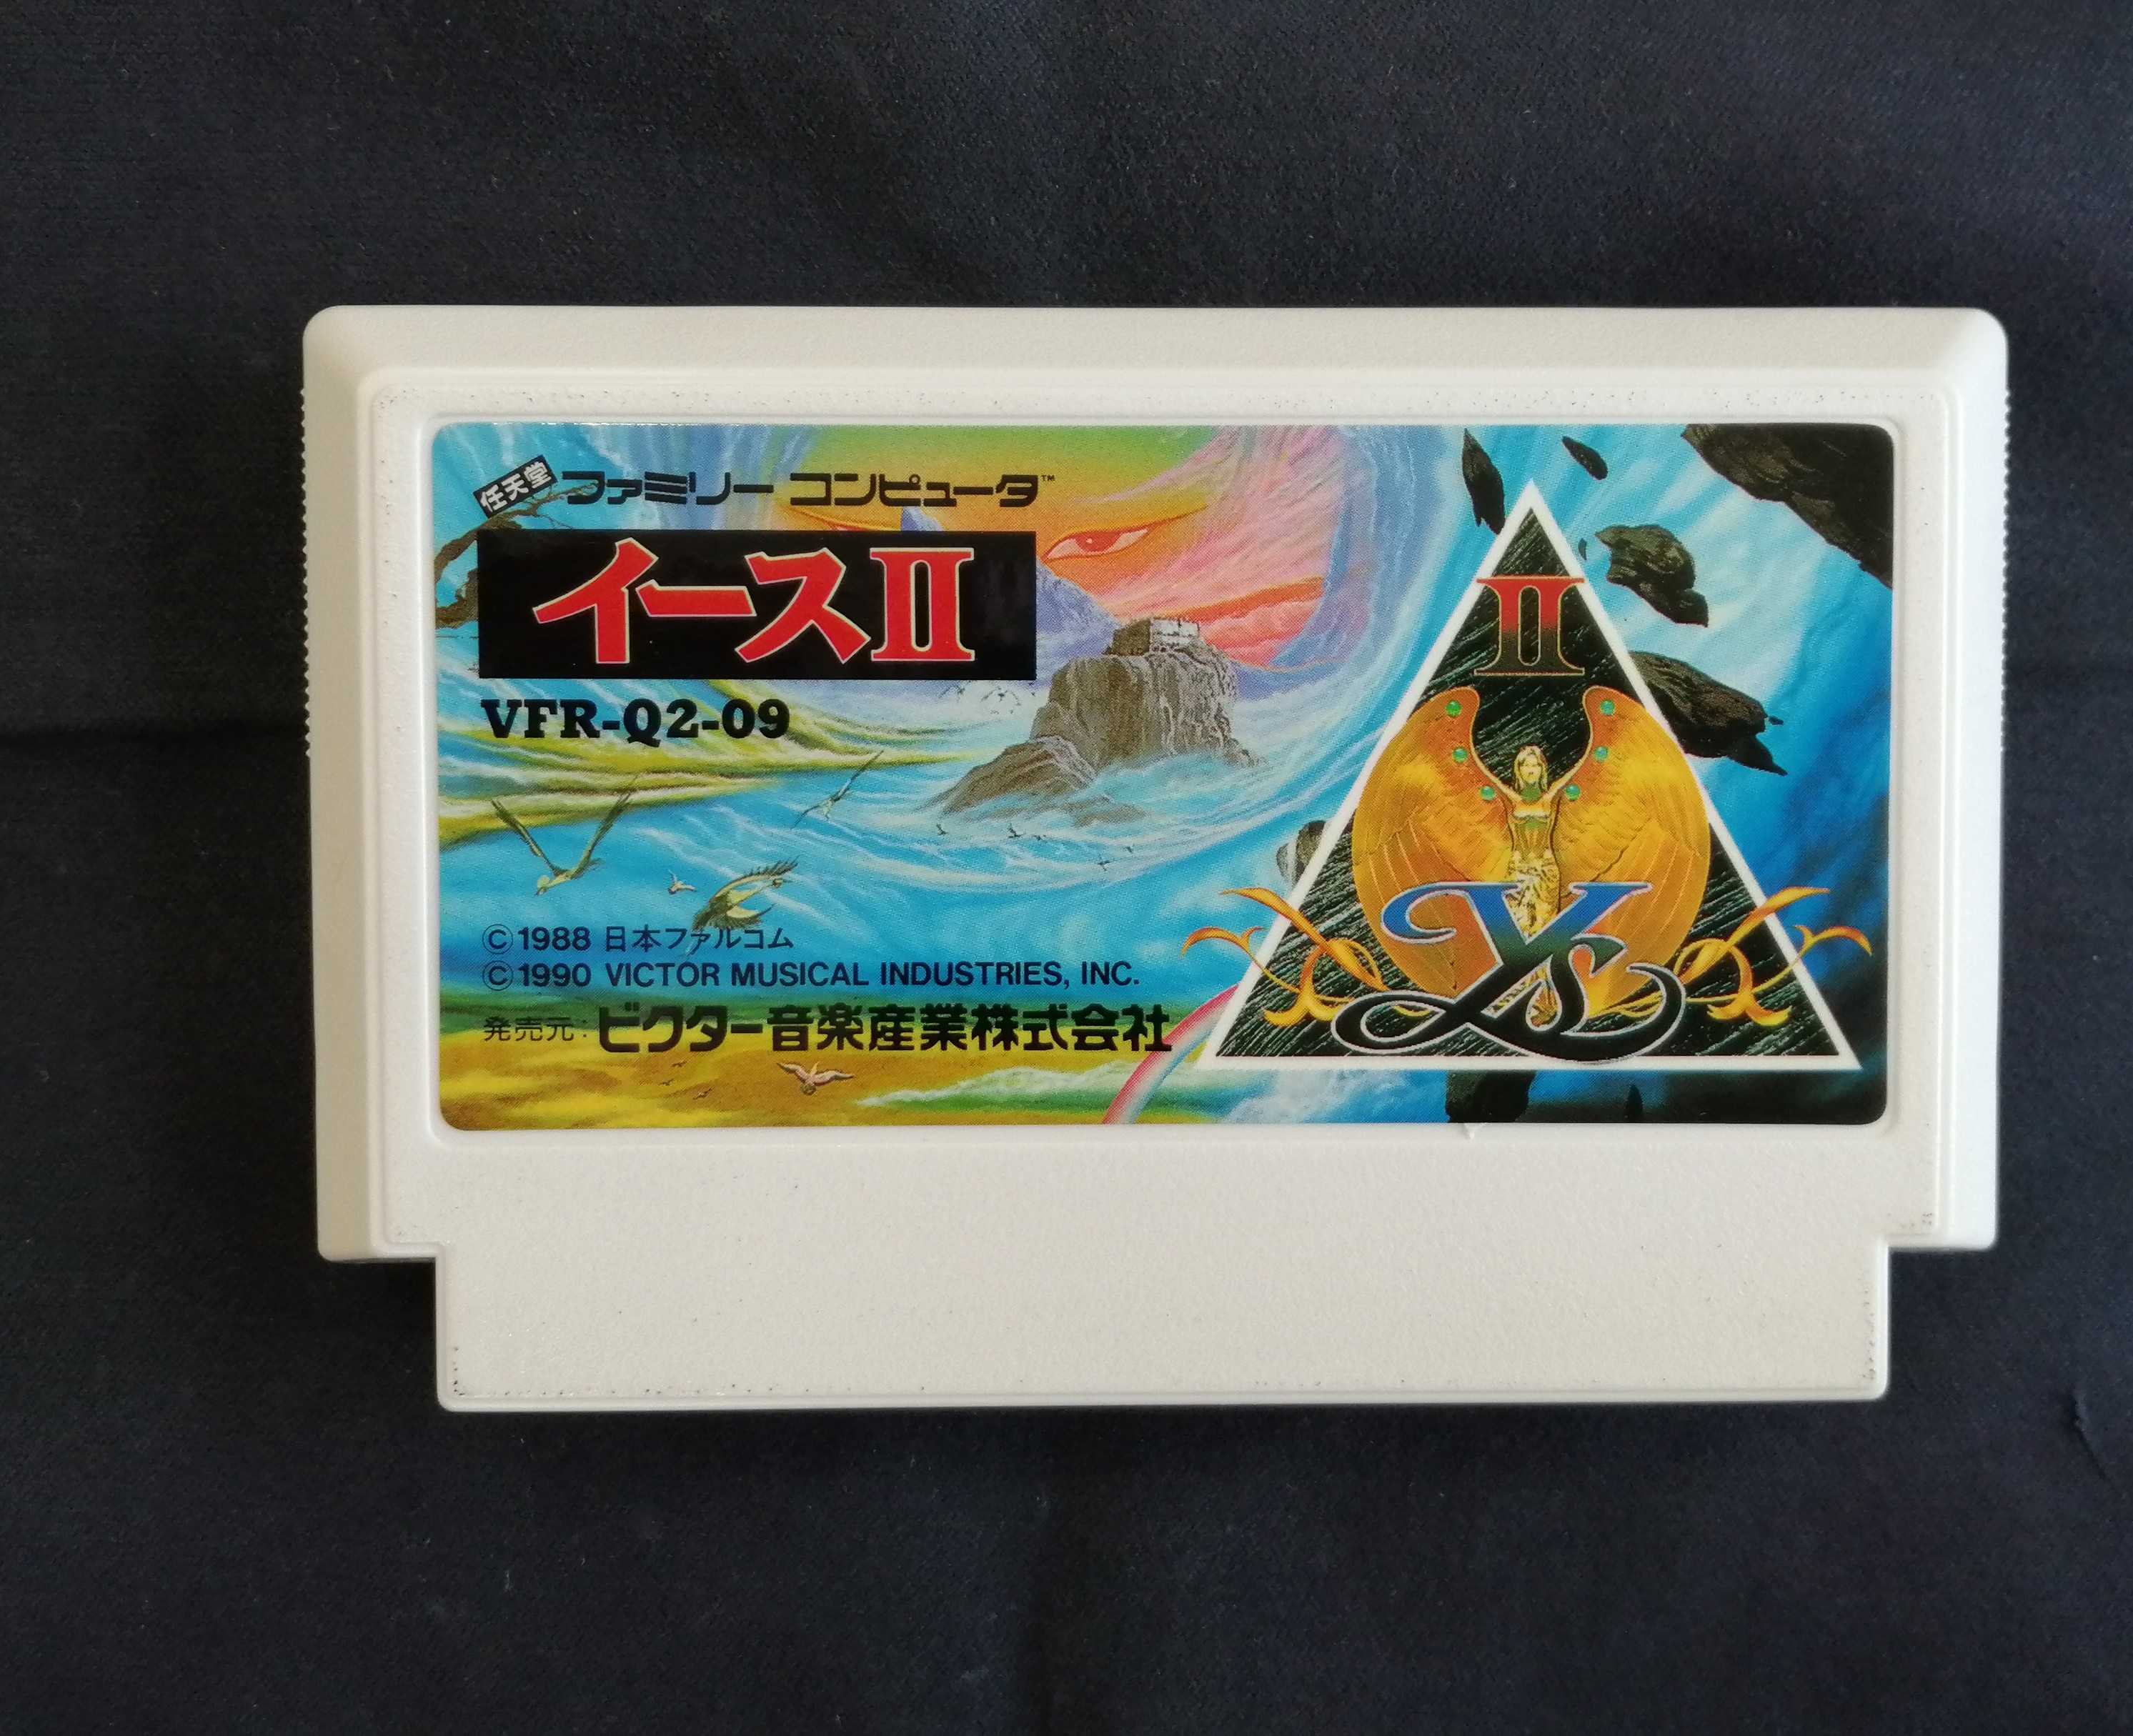 任天堂 ファミリー コンピュータ™
イースⅡ
VFR-Q2-09
Ⅱ
Ys
©1988 日本ファルコム
©1990 VICTOR MUSICAL INDUSTRIES, INC.
発売元:ビクター音楽産業株式会社